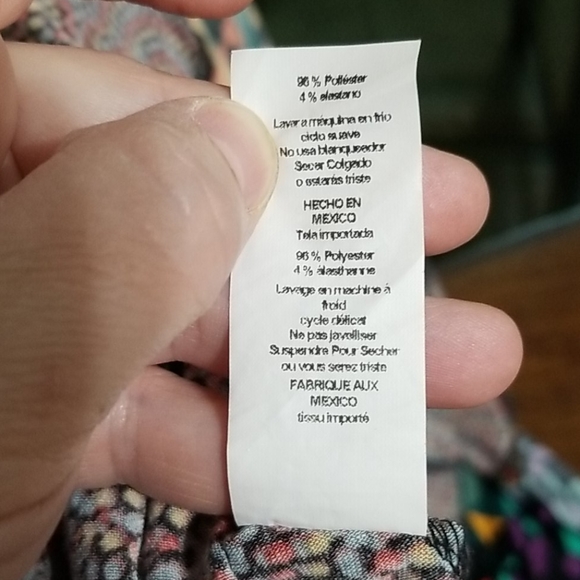 96 % Poliéster
4 % elastano
Lavar a máquina en frío
ciclo suave
No usa blanqueador
Secar Colgado
o estarás triste
HECHO EN
MEXICO
Tela importada
96 % Polyester
4 % élasthanne
Lavage en machine à
froid
cycle délicat
Ne pas javelliser
Suspendre Pour Secher
ou vous serez triste
FABRIQUE AUX
MEXICO
tissu importé